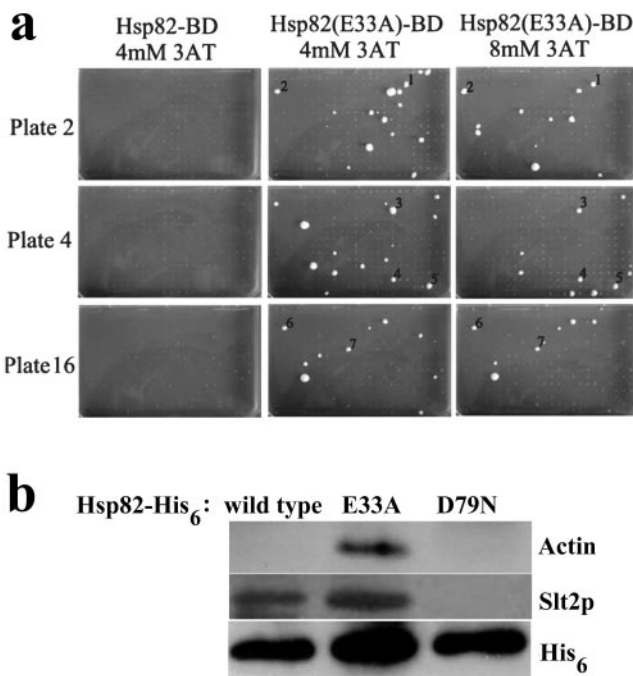 a
Hsp82-BD Hsp82(E33A)-BD Hsp82(E33A)-BD
4mM 3AT 4mM 3AT 8mM 3AT
Plate 2
2 1 2 1
Plate 4
3 3
4 5 4 5
Plate 16
6 6
7 7
b
Hsp82-His6: wild type E33A D79N
Actin
Slt2p
His6